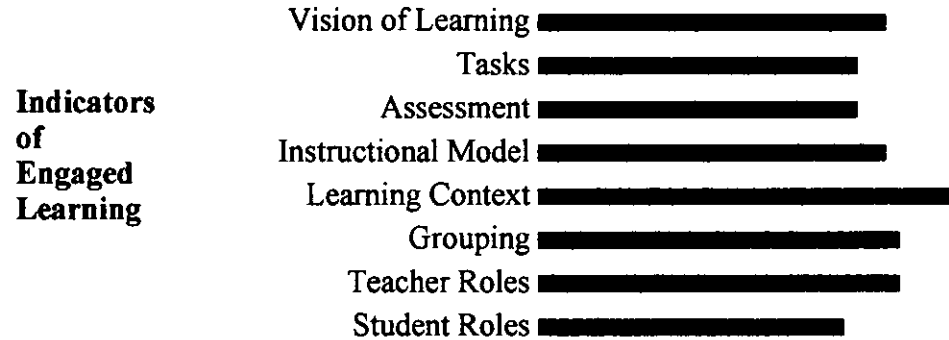 Indicators
of
Engaged
Learning
Vision of Learning
Tasks
Assessment
Instructional Model
Learning Context
Grouping
Teacher Roles
Student Roles